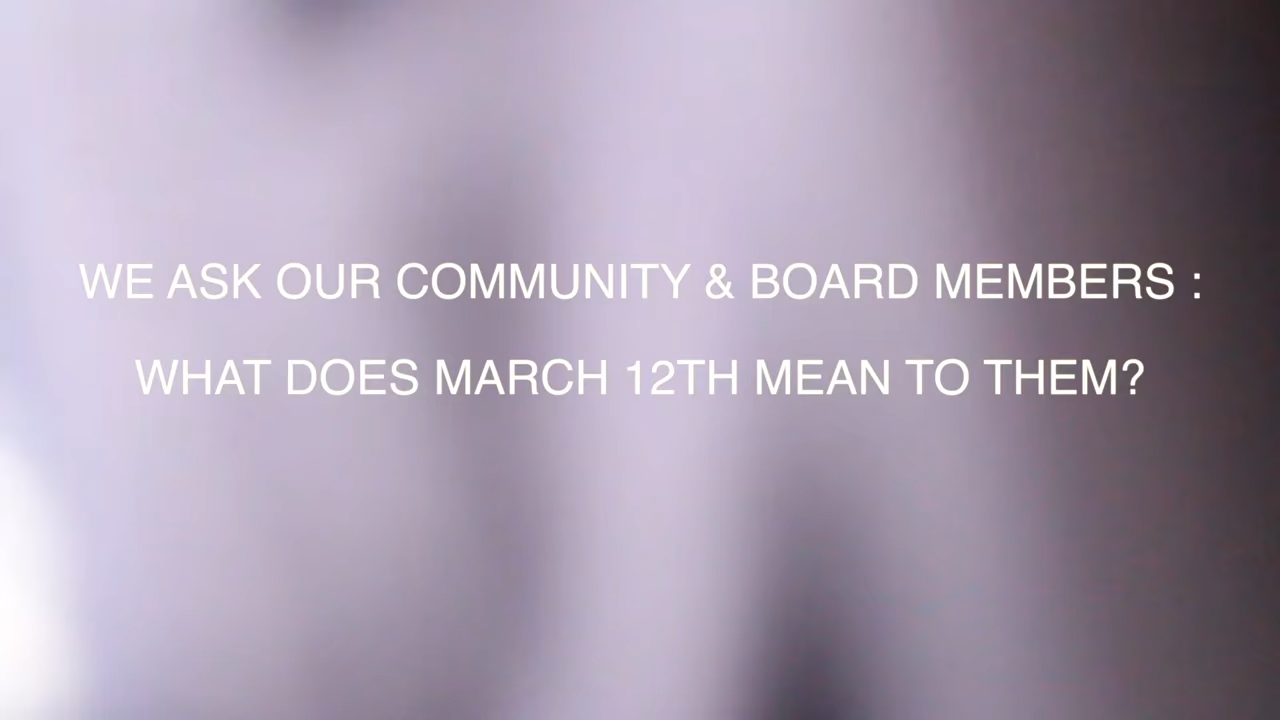 WE ASK OUR COMMUNITY & BOARD MEMBERS :
WHAT DOES MARCH 12TH MEAN TO THEM?